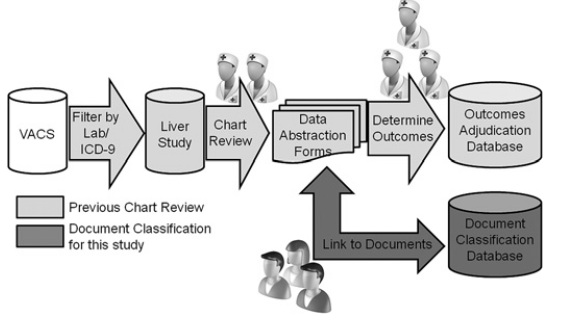 VACS
Filter by
Lab/
ICD-9
Liver
Study
Chart
Review
Data
Abstraction
Forms
Determine
Outcomes
Outcomes
Adjudication
Database
Previous Chart Review
Document Classification
for this study
Link to Documents
Document
Classification
Database